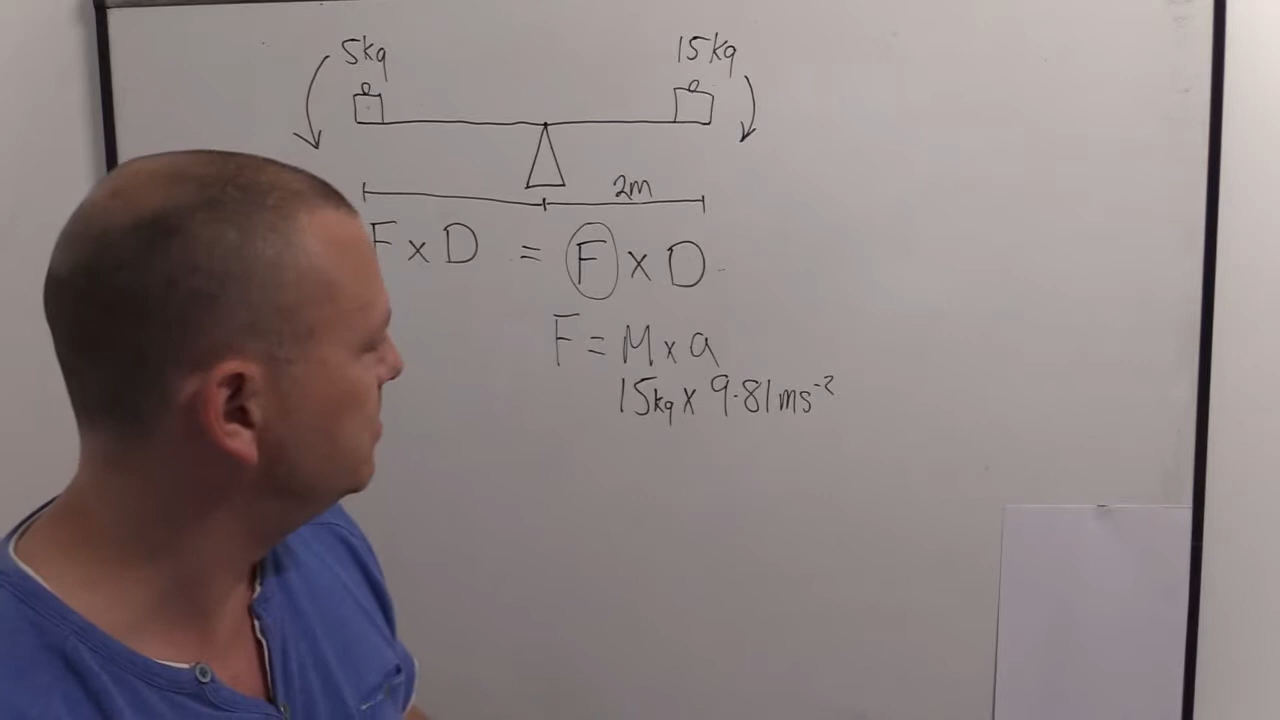 5kg 15kg
2m
F x D = F x D
F = M x a
15kg x 9.81ms⁻²